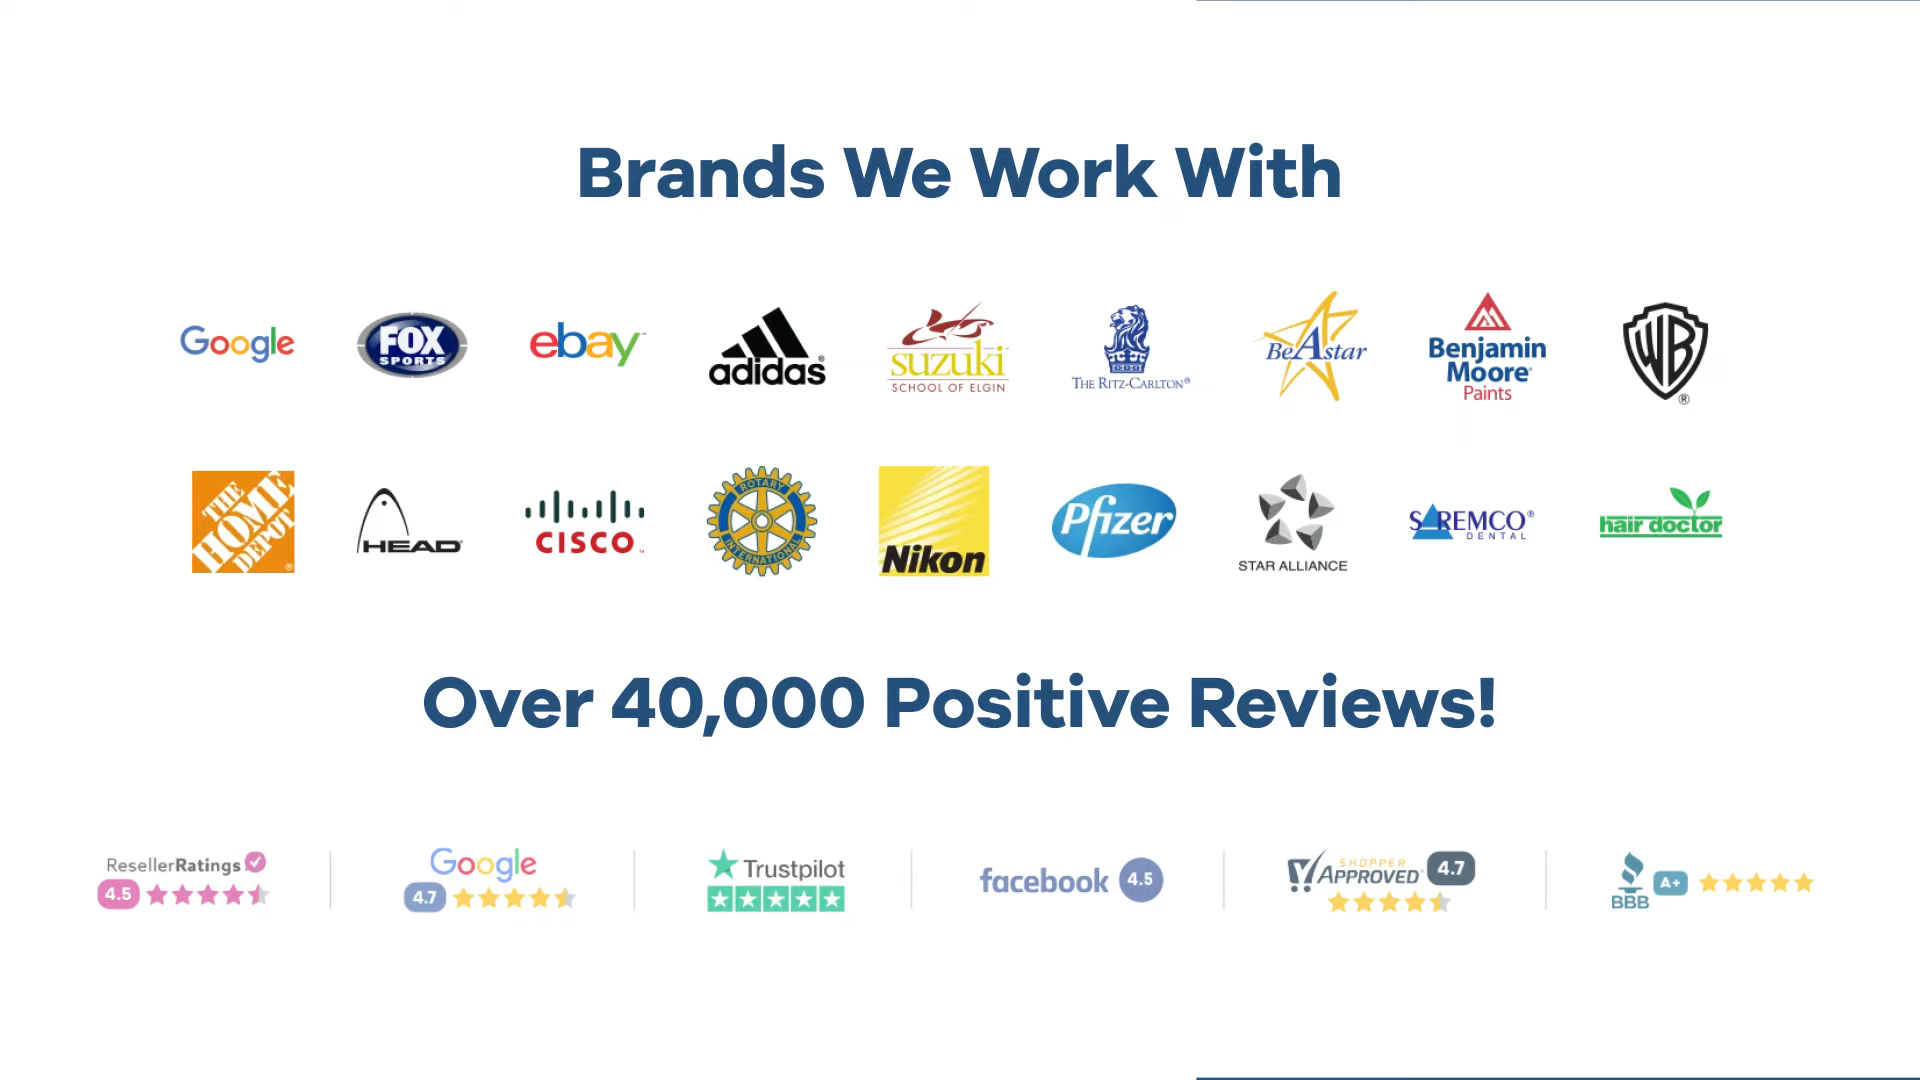 Brands We Work With
Google
FOX
SPORTS
ebay™
adidas®
suzuki
SCHOOL OF ELGIN
THE RITZ-CARLTON®
BeAstar
Benjamin
Moore®
Paints
WB®
THE
HOME
DEPOT®
HEAD
CISCO™
ROTARY
INTERNATIONAL
Nikon
Pfizer
STAR ALLIANCE
SAREMCO®
DENTAL
hair doctor
Over 40,000 Positive Reviews!
ResellerRatings
4.5
Google
4.7
Trustpilot
facebook 4.5
SHOPPER
APPROVED 4.7
BBB A+